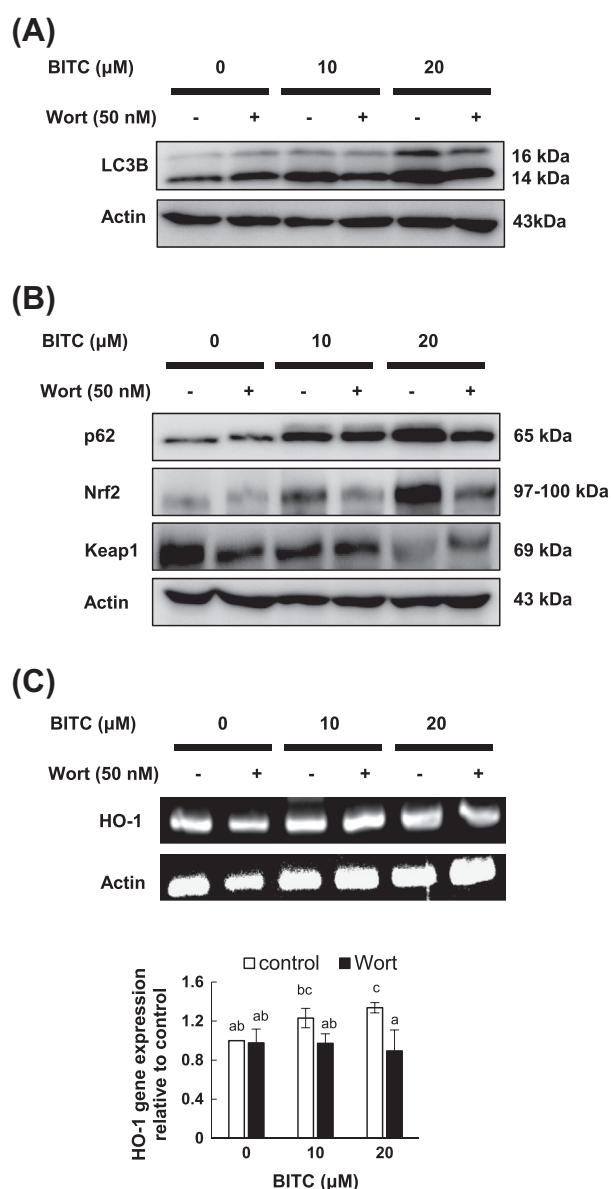 (A)
BITC (µM) 0 10 20
Wort (50 nM) - + - + - +
LC3B 16 kDa
14 kDa
Actin 43kDa
(B)
BITC (µM) 0 10 20
Wort (50 nM) - + - + - +
p62 65 kDa
Nrf2 97-100 kDa
Keap1 69 kDa
Actin 43 kDa
(C)
BITC (µM) 0 10 20
Wort (50 nM) - + - + - +
HO-1
Actin
control Wort
HO-1 gene expression
relative to control
1.6
1.2
0.8
0.4
0
ab ab bc ab c a
0 10 20
BITC (µM)